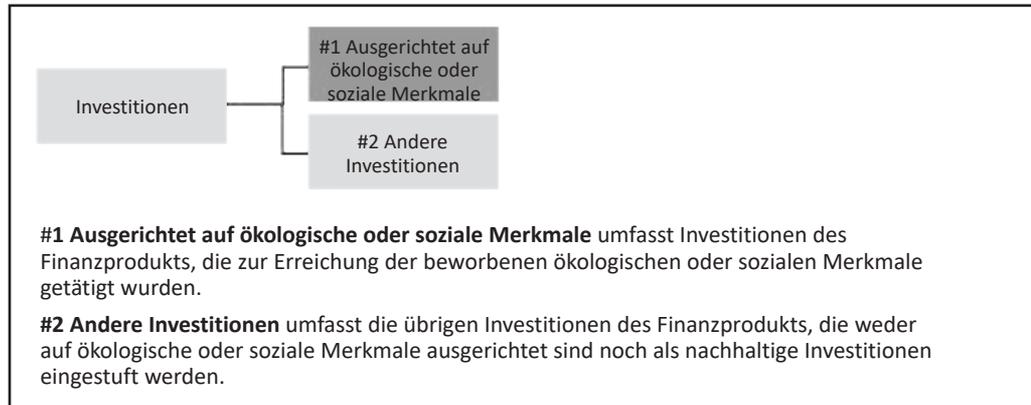 #1 Ausgerichtet auf
ökologische oder
soziale Merkmale
Investitionen
#2 Andere
Investitionen
#1 Ausgerichtet auf ökologische oder soziale Merkmale umfasst Investitionen des
Finanzprodukts, die zur Erreichung der beworbenen ökologischen oder sozialen Merkmale
getätigt wurden.
#2 Andere Investitionen umfasst die übrigen Investitionen des Finanzprodukts, die weder
auf ökologische oder soziale Merkmale ausgerichtet sind noch als nachhaltige Investitionen
eingestuft werden.